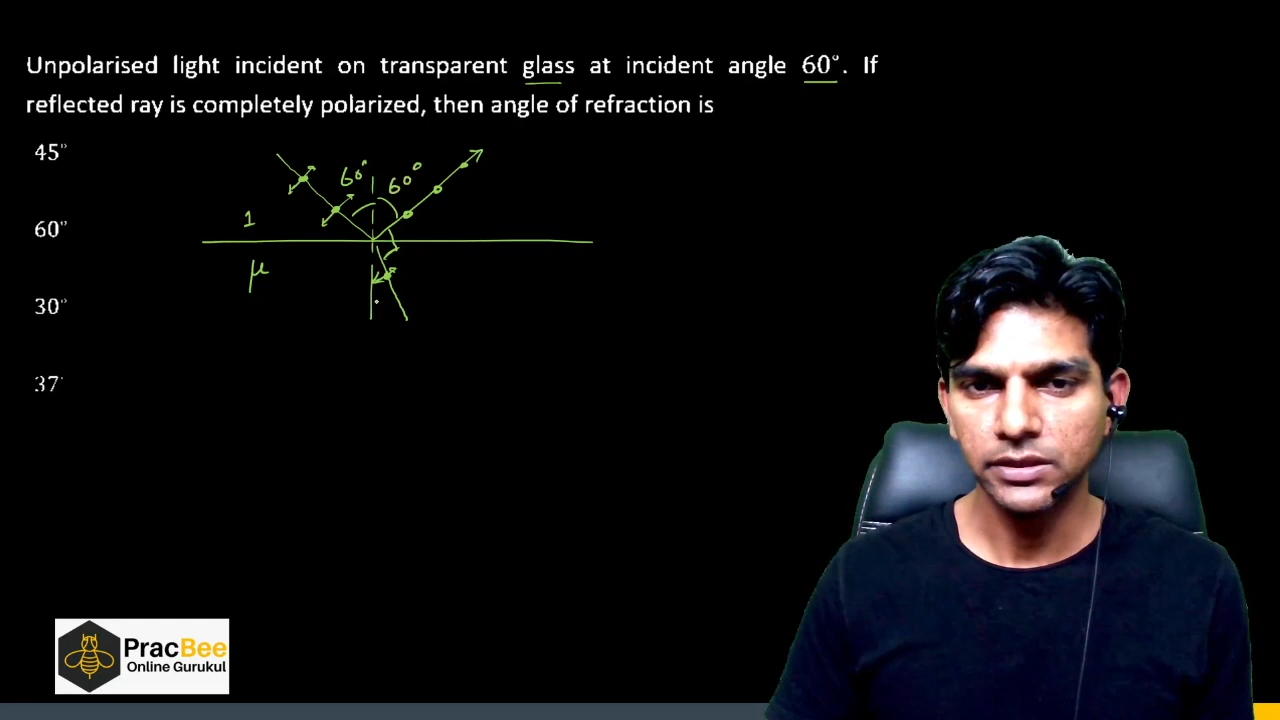 Unpolarised light incident on transparent glass at incident angle 60°. If
reflected ray is completely polarized, then angle of refraction is
45°
60° 60°
1
60°
μ
30°
37°
PracBee
Online Gurukul